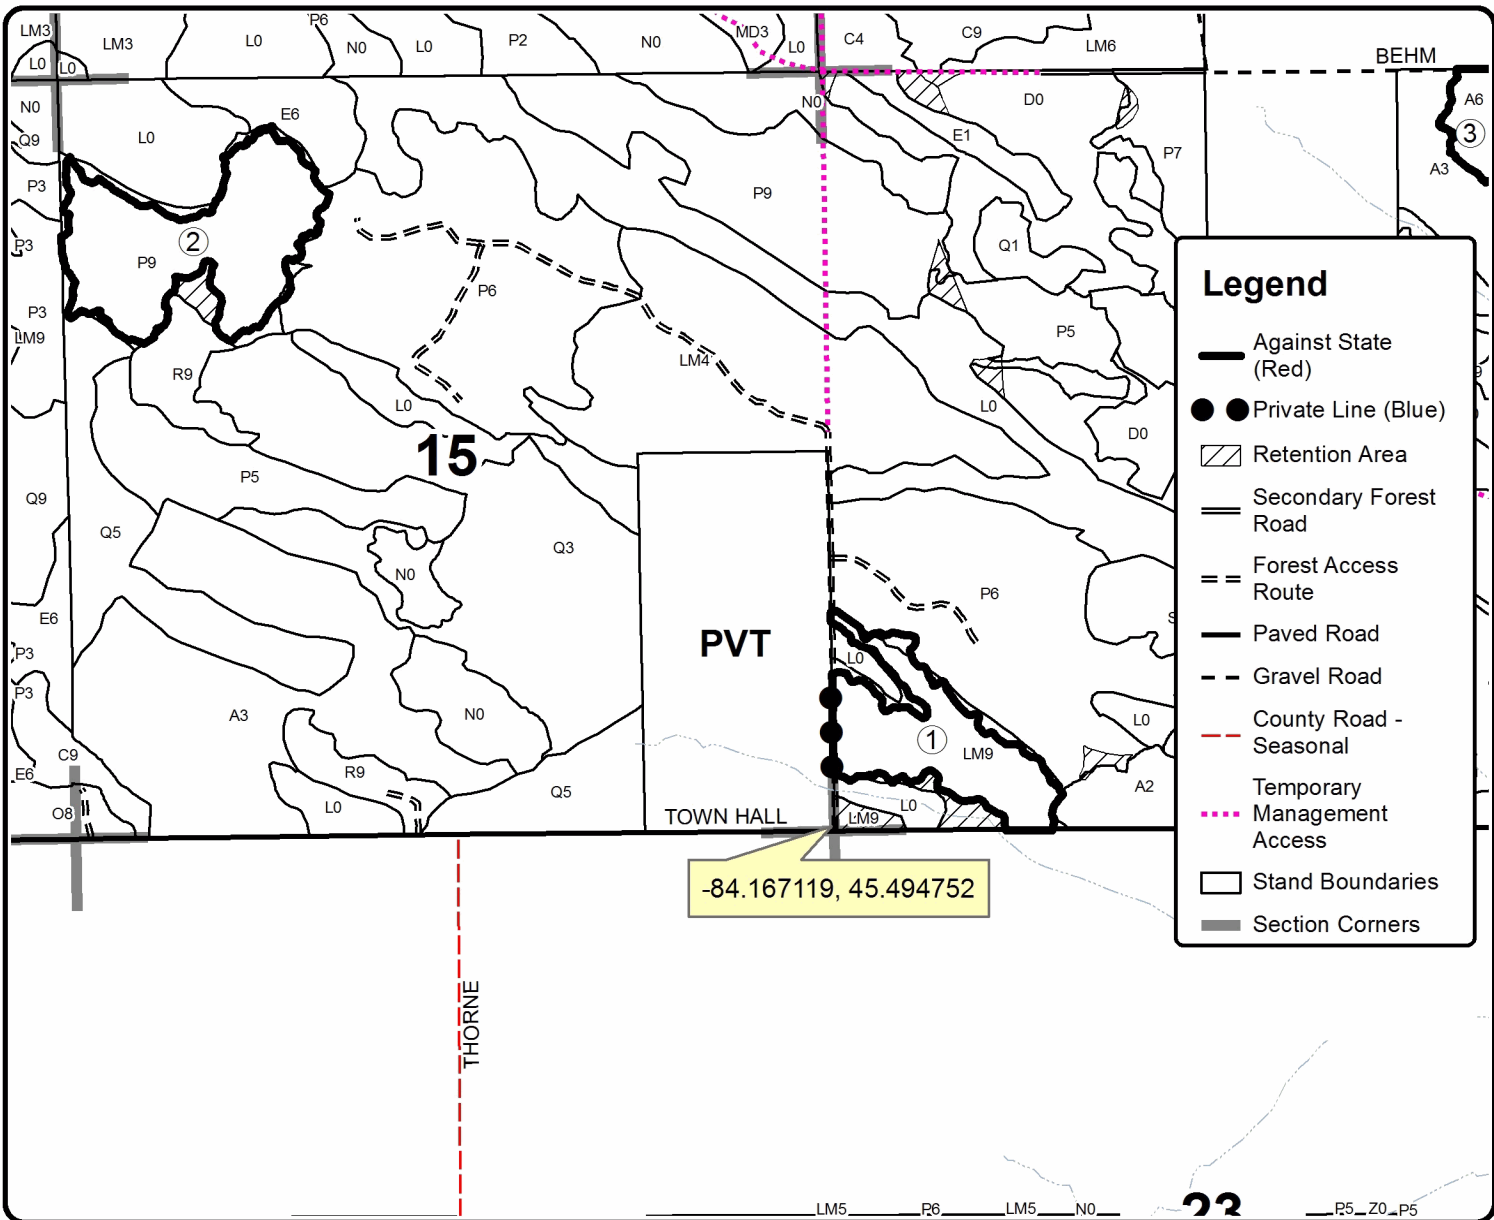 LM3
LM3
L0
L0
L0
P6
N0
L0
P2
N0
MD3
L0
C4
C9
LM6
BEHM
N0
Q9
L0
E6
N0
D0
E1
P7
A6
3
A3
P3
P9
Q1
P3
2
P9
P6
P5
P3
LM9
R9
LM4
L0
L0
D0
15
P5
Q9
Q5
Q3
N0
P6
E6
P3
PVT
L0
P3
A3
N0
L0
1
LM9
C9
E6
R9
Q5
A2
O8
L0
TOWN HALL
L0
LM9
-84.167119, 45.494752
THORNE
Legend
Against State
(Red)
Private Line (Blue)
Retention Area
Secondary Forest
Road
Forest Access
Route
Paved Road
Gravel Road
County Road -
Seasonal
Temporary
Management
Access
Stand Boundaries
Section Corners
LM5
P6
LM5
N0
23
P5
Z0
P5